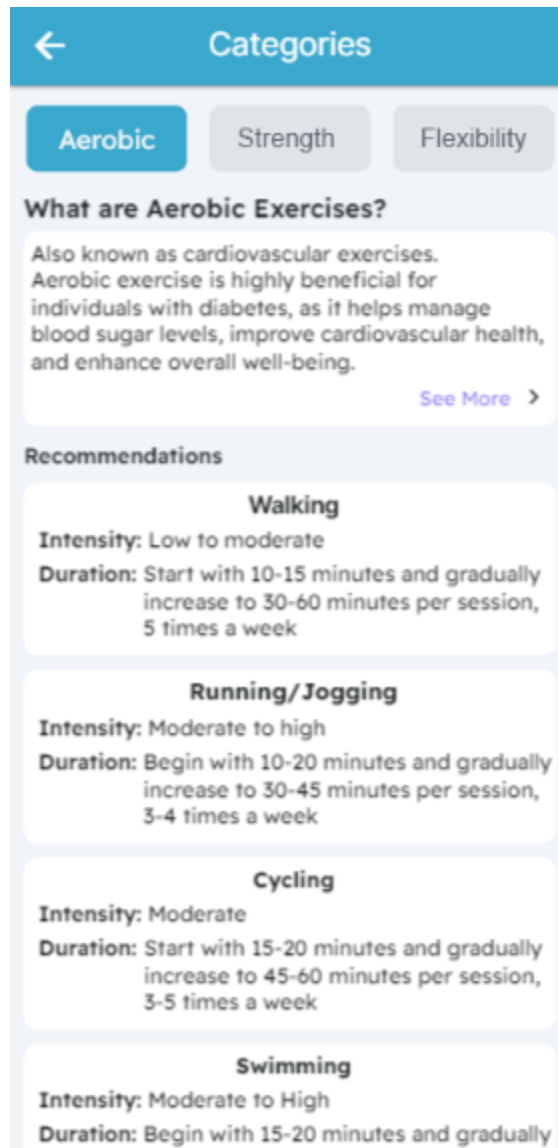 Categories
Aerobic
Strength
Flexibility
What are Aerobic Exercises?
Also known as cardiovascular exercises.
Aerobic exercise is highly beneficial for
individuals with diabetes, as it helps manage
blood sugar levels, improve cardiovascular health,
and enhance overall well-being.
See More
Recommendations
Walking
Intensity: Low to moderate
Duration: Start with 10-15 minutes and gradually
increase to 30-60 minutes per session,
5 times a week
Running/Jogging
Intensity: Moderate to high
Duration: Begin with 10-20 minutes and gradually
increase to 30-45 minutes per session,
3-4 times a week
Cycling
Intensity: Moderate
Duration: Start with 15-20 minutes and gradually
increase to 45-60 minutes per session,
3-5 times a week
Swimming
Intensity: Moderate to High
Duration: Begin with 15-20 minutes and gradually